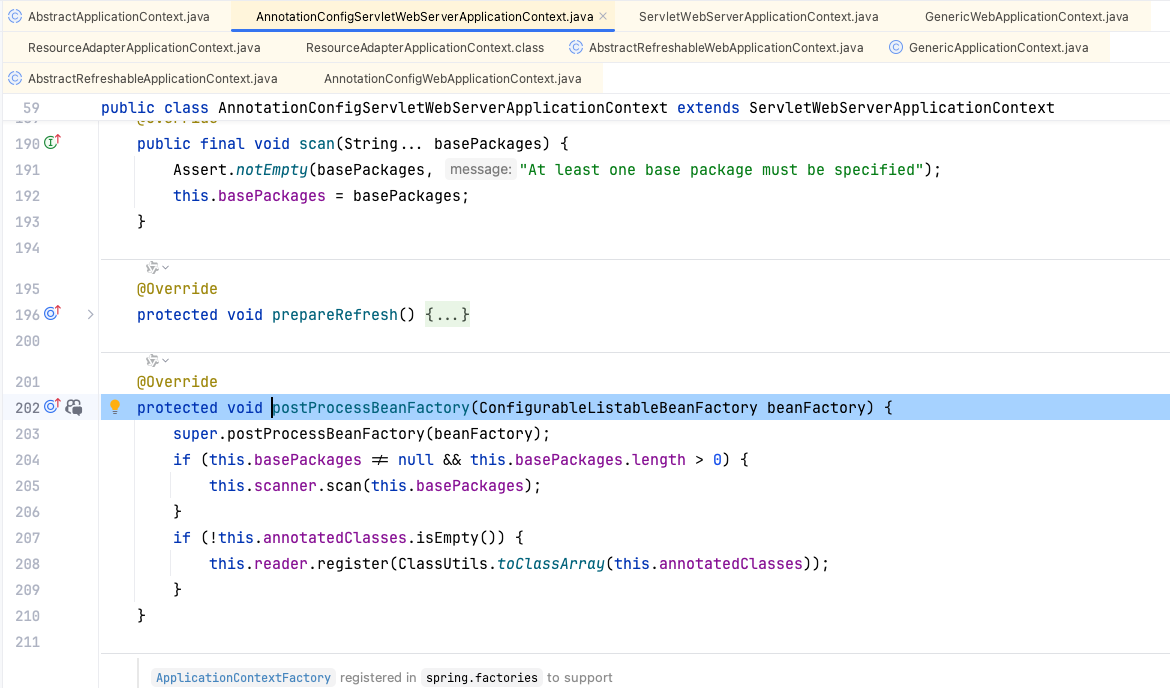 AbstractApplicationContext.java AnnotationConfigServletWebServerApplicationContext.java ServletWebServerApplicationContext.java GenericWebApplicationContext.java
ResourceAdapterApplicationContext.java ResourceAdapterApplicationContext.class AbstractRefreshableWebApplicationContext.java GenericApplicationContext.java
AbstractRefreshableApplicationContext.java AnnotationConfigWebApplicationContext.java
59 public class AnnotationConfigServletWebServerApplicationContext extends ServletWebServerApplicationContext
189 @Override
190 public final void scan(String... basePackages) {
191 Assert.notEmpty(basePackages, message: "At least one base package must be specified");
192 this.basePackages = basePackages;
193 }
194
195 @Override
196 protected void prepareRefresh() {...}
200
201 @Override
202 protected void postProcessBeanFactory(ConfigurableListableBeanFactory beanFactory) {
203 super.postProcessBeanFactory(beanFactory);
204 if (this.basePackages != null && this.basePackages.length > 0) {
205 this.scanner.scan(this.basePackages);
206 }
207 if (!this.annotatedClasses.isEmpty()) {
208 this.reader.register(ClassUtils.toClassArray(this.annotatedClasses));
209 }
210 }
211
ApplicationContextFactory registered in spring.factories to support